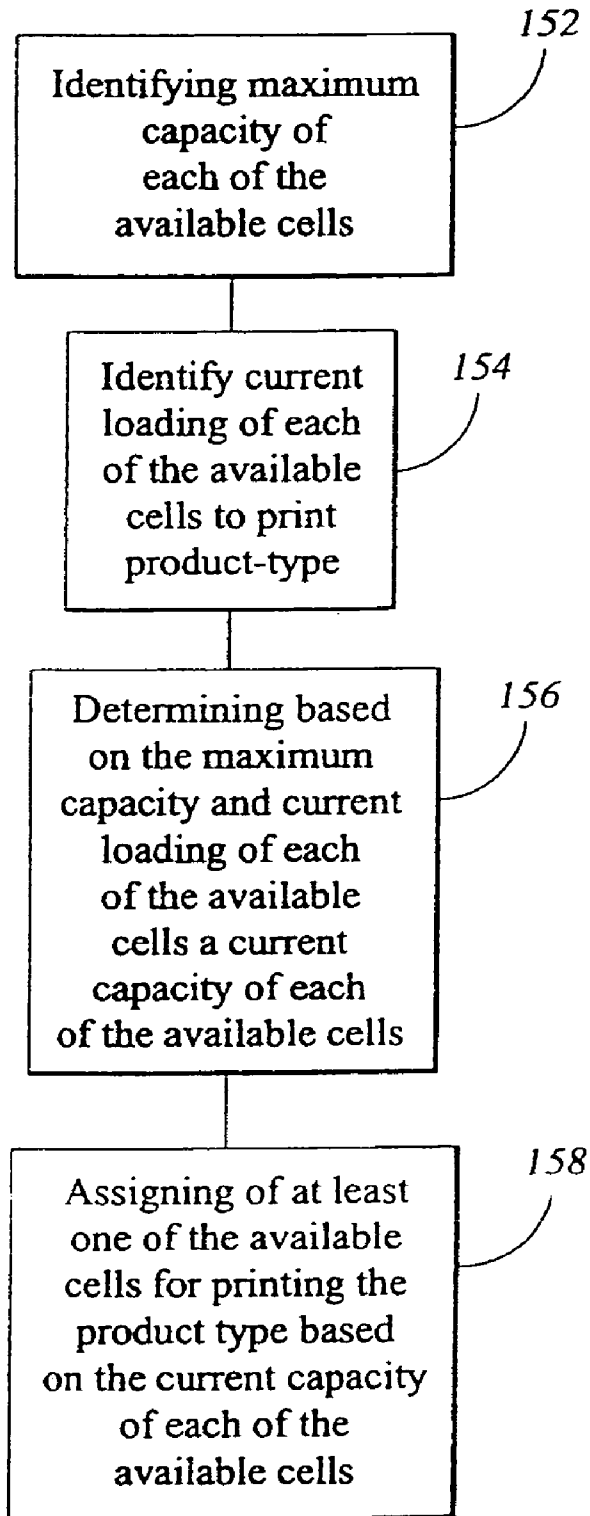 152
Identifying maximum
capacity of
each of the
available cells
154
Identify current
loading of each
of the available
cells to print
product-type
156
Determining based
on the maximum
capacity and current
loading of each
of the available
cells a current
capacity of each
of the available cells
158
Assigning of at least
one of the available
cells for printing the
product type based
on the current capacity
of each of the
available cells